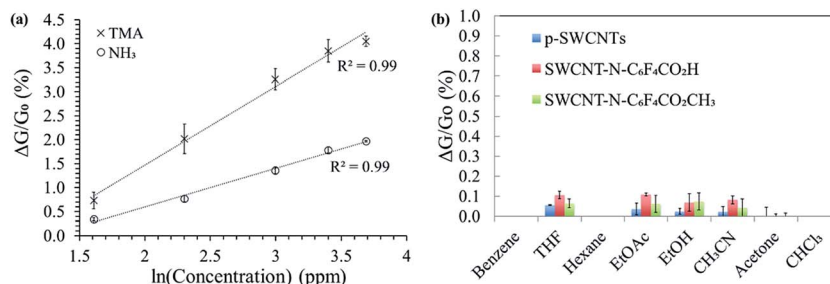 (a)
ΔG/G₀ (%)
4.5
4.0
3.5
3.0
2.5
2.0
1.5
1.0
0.5
0.0
TMA
NH₃
R² = 0.99
R² = 0.99
1.5
2
2.5
3
3.5
4
ln(Concentration) (ppm)
(b)
ΔG/Go (%)
1.0
0.9
0.8
0.7
0.6
0.5
0.4
0.3
0.2
0.1
0.0
p-SWCNTs
SWCNT-N-C₆F₄CO₂H
SWCNT-N-C₆F₄CO₂CH₃
Benzene
THF
Hexane
EtOAc
EtOH
CH₃CN
Acetone
CHCl₃